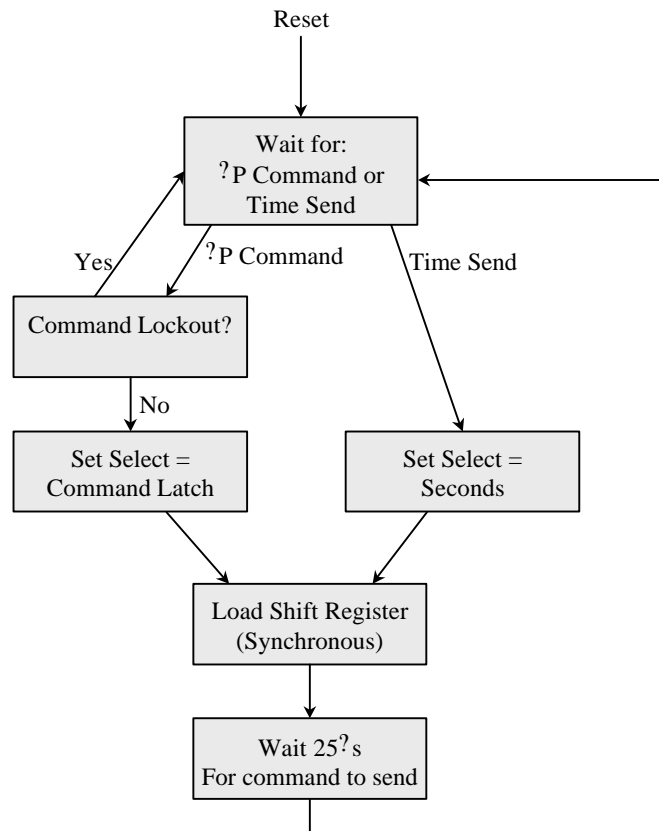 Reset
Wait for:
?P Command or
Time Send
Yes
?P Command
Time Send
Command Lockout?
No
Set Select =
Command Latch
Set Select =
Seconds
Load Shift Register
(Synchronous)
Wait 25?s
For command to send